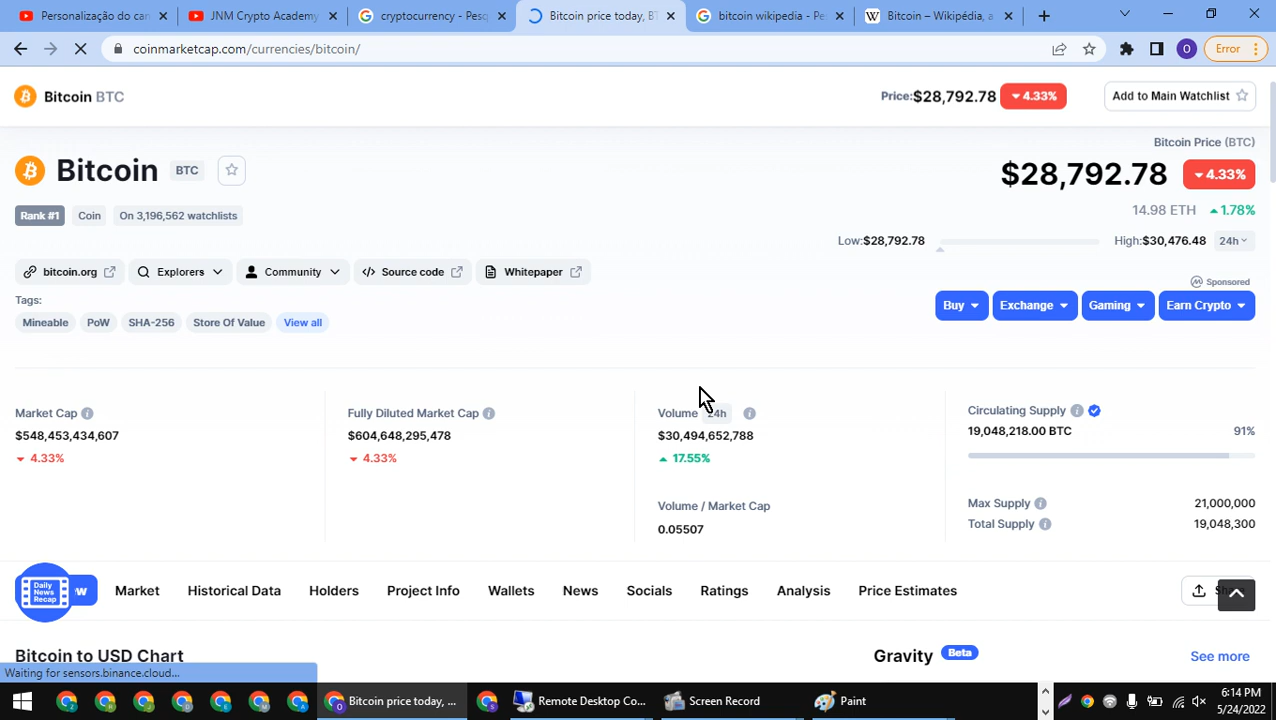 Personalização do can
JNM Crypto Academy
cryptocurrency - Pesq
Bitcoin price today, BT
bitcoin wikipedia - Pes
Bitcoin – Wikipédia, a
coinmarketcap.com/currencies/bitcoin/
O
Error
Bitcoin BTC
Price:$28,792.78
4.33%
Add to Main Watchlist
Bitcoin Price (BTC)
Bitcoin BTC
$28,792.78
4.33%
14.98 ETH
1.78%
Rank #1
Coin
On 3,196,562 watchlists
Low:$28,792.78
High:$30,476.48
24h
bitcoin.org
Explorers
Community
Source code
Whitepaper
Sponsored
Tags:
Buy
Exchange
Gaming
Earn Crypto
Mineable
PoW
SHA-256
Store Of Value
View all
Market Cap
$548,453,434,607
4.33%
Fully Diluted Market Cap
$604,648,295,478
4.33%
Volume 24h
$30,494,652,788
17.55%
Volume / Market Cap
0.05507
Circulating Supply
19,048,218.00 BTC
91%
Max Supply
21,000,000
Total Supply
19,048,300
Daily
News
Recap
w
Market
Historical Data
Holders
Project Info
Wallets
News
Socials
Ratings
Analysis
Price Estimates
Bitcoin to USD Chart
Gravity
Beta
See more
Waiting for sensors.binance.cloud...
Bitcoin price today, ...
Remote Desktop Co...
Screen Record
Paint
6:14 PM
5/24/2022